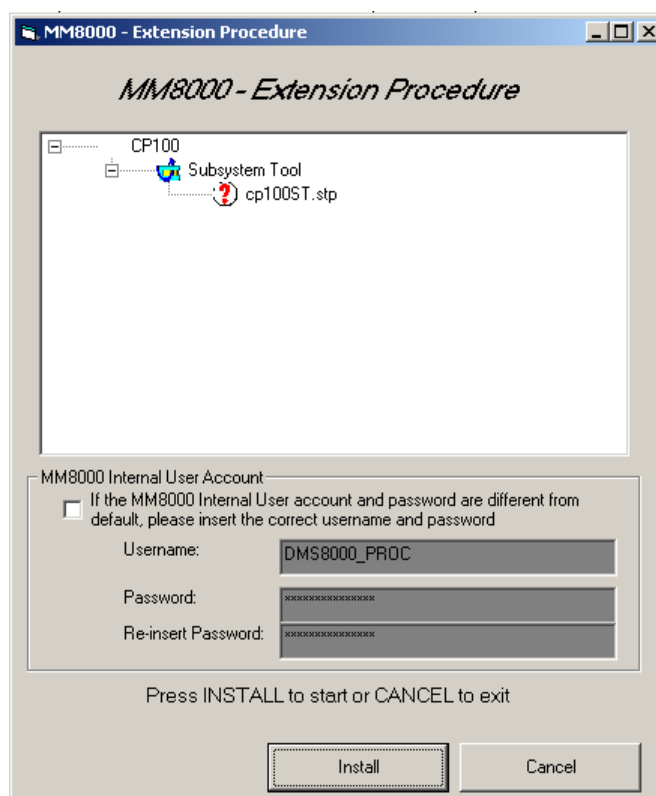 MM8000 - Extension Procedure
MM8000 - Extension Procedure
CP100
Subsystem Tool
cp100ST.stp
MM8000 Internal User Account
If the MM8000 Internal User account and password are different from
default, please insert the correct username and password
Username:
DMS8000_PROC
Password:
***************
Re-insert Password:
***************
Press INSTALL to start or CANCEL to exit
Install
Cancel